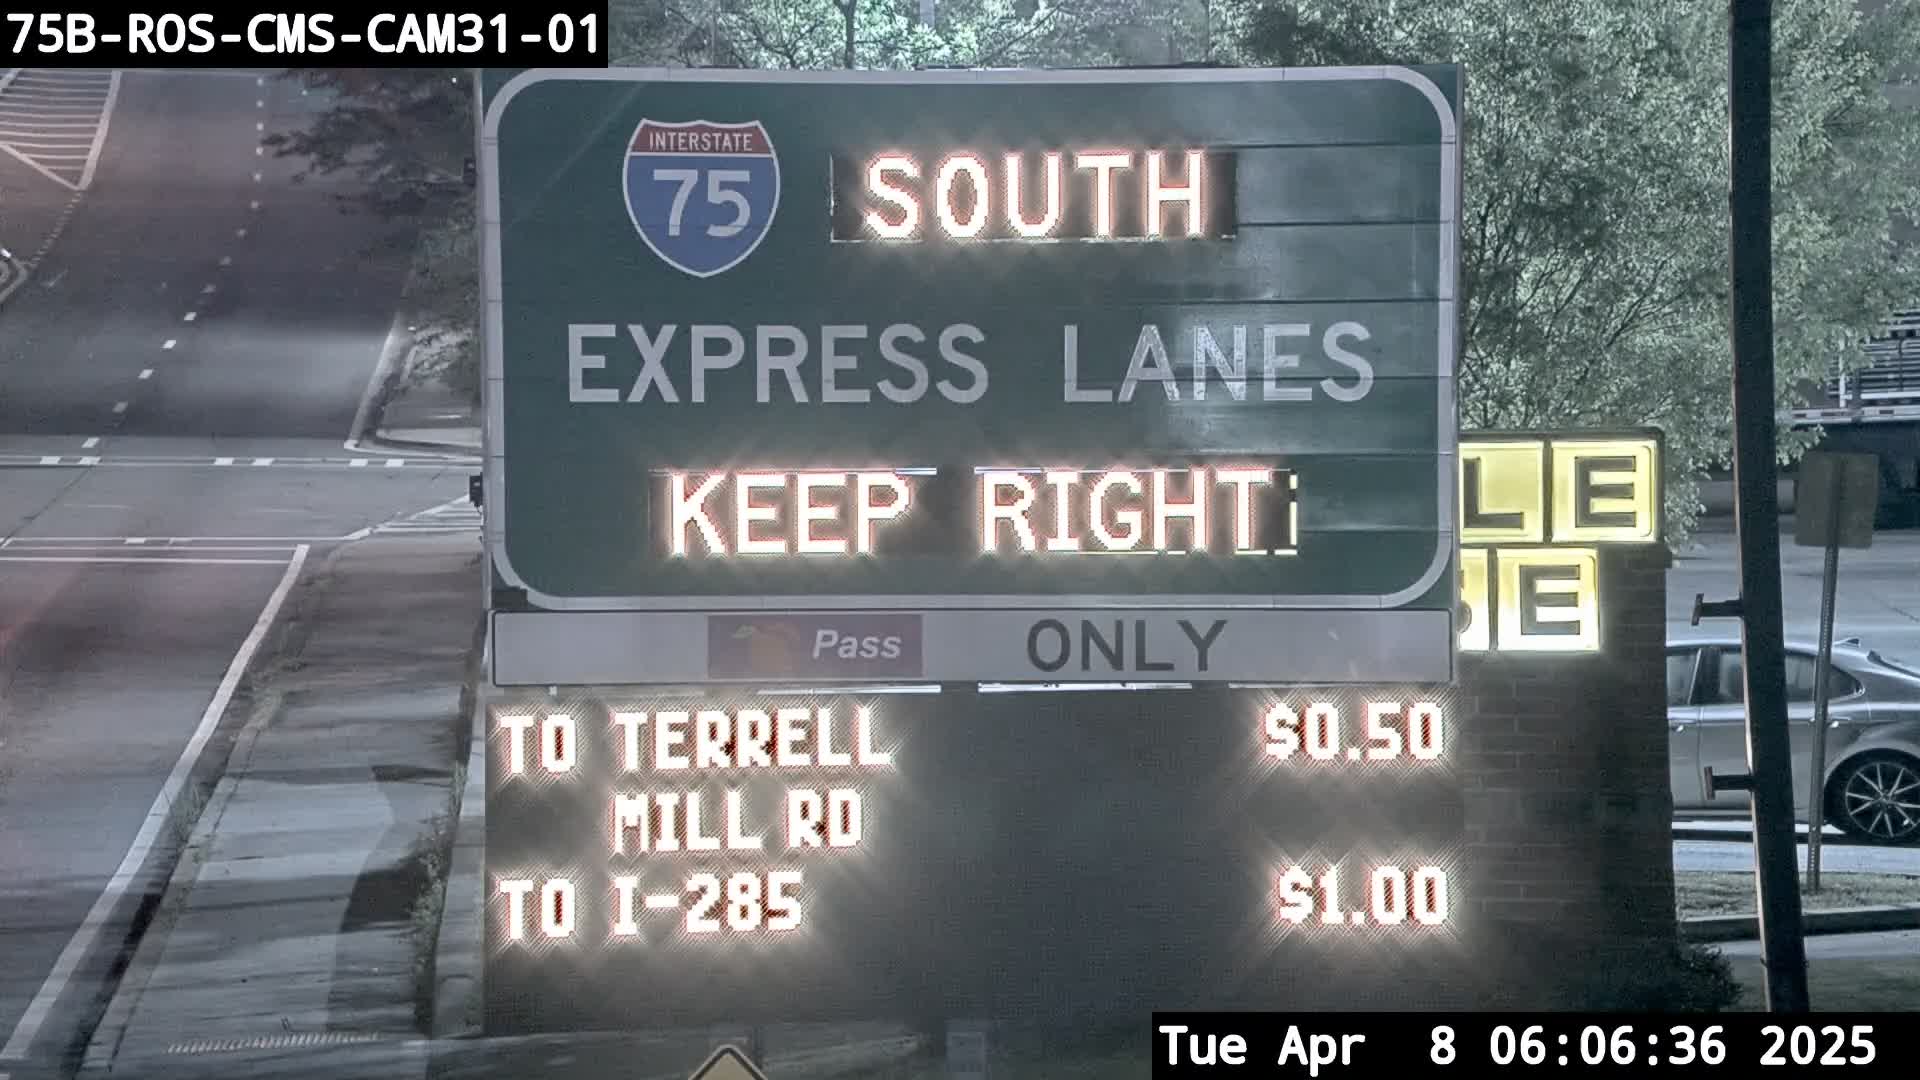 75B-ROS-CMS-CAM31-01
INTERSTATE
75
SOUTH
EXPRESS LANES
KEEP RIGHT
Pass ONLY
TO TERRELL $0.50
MILL RD
TO I-285 $1.00
LE
E
Tue Apr 8 06:06:36 2025